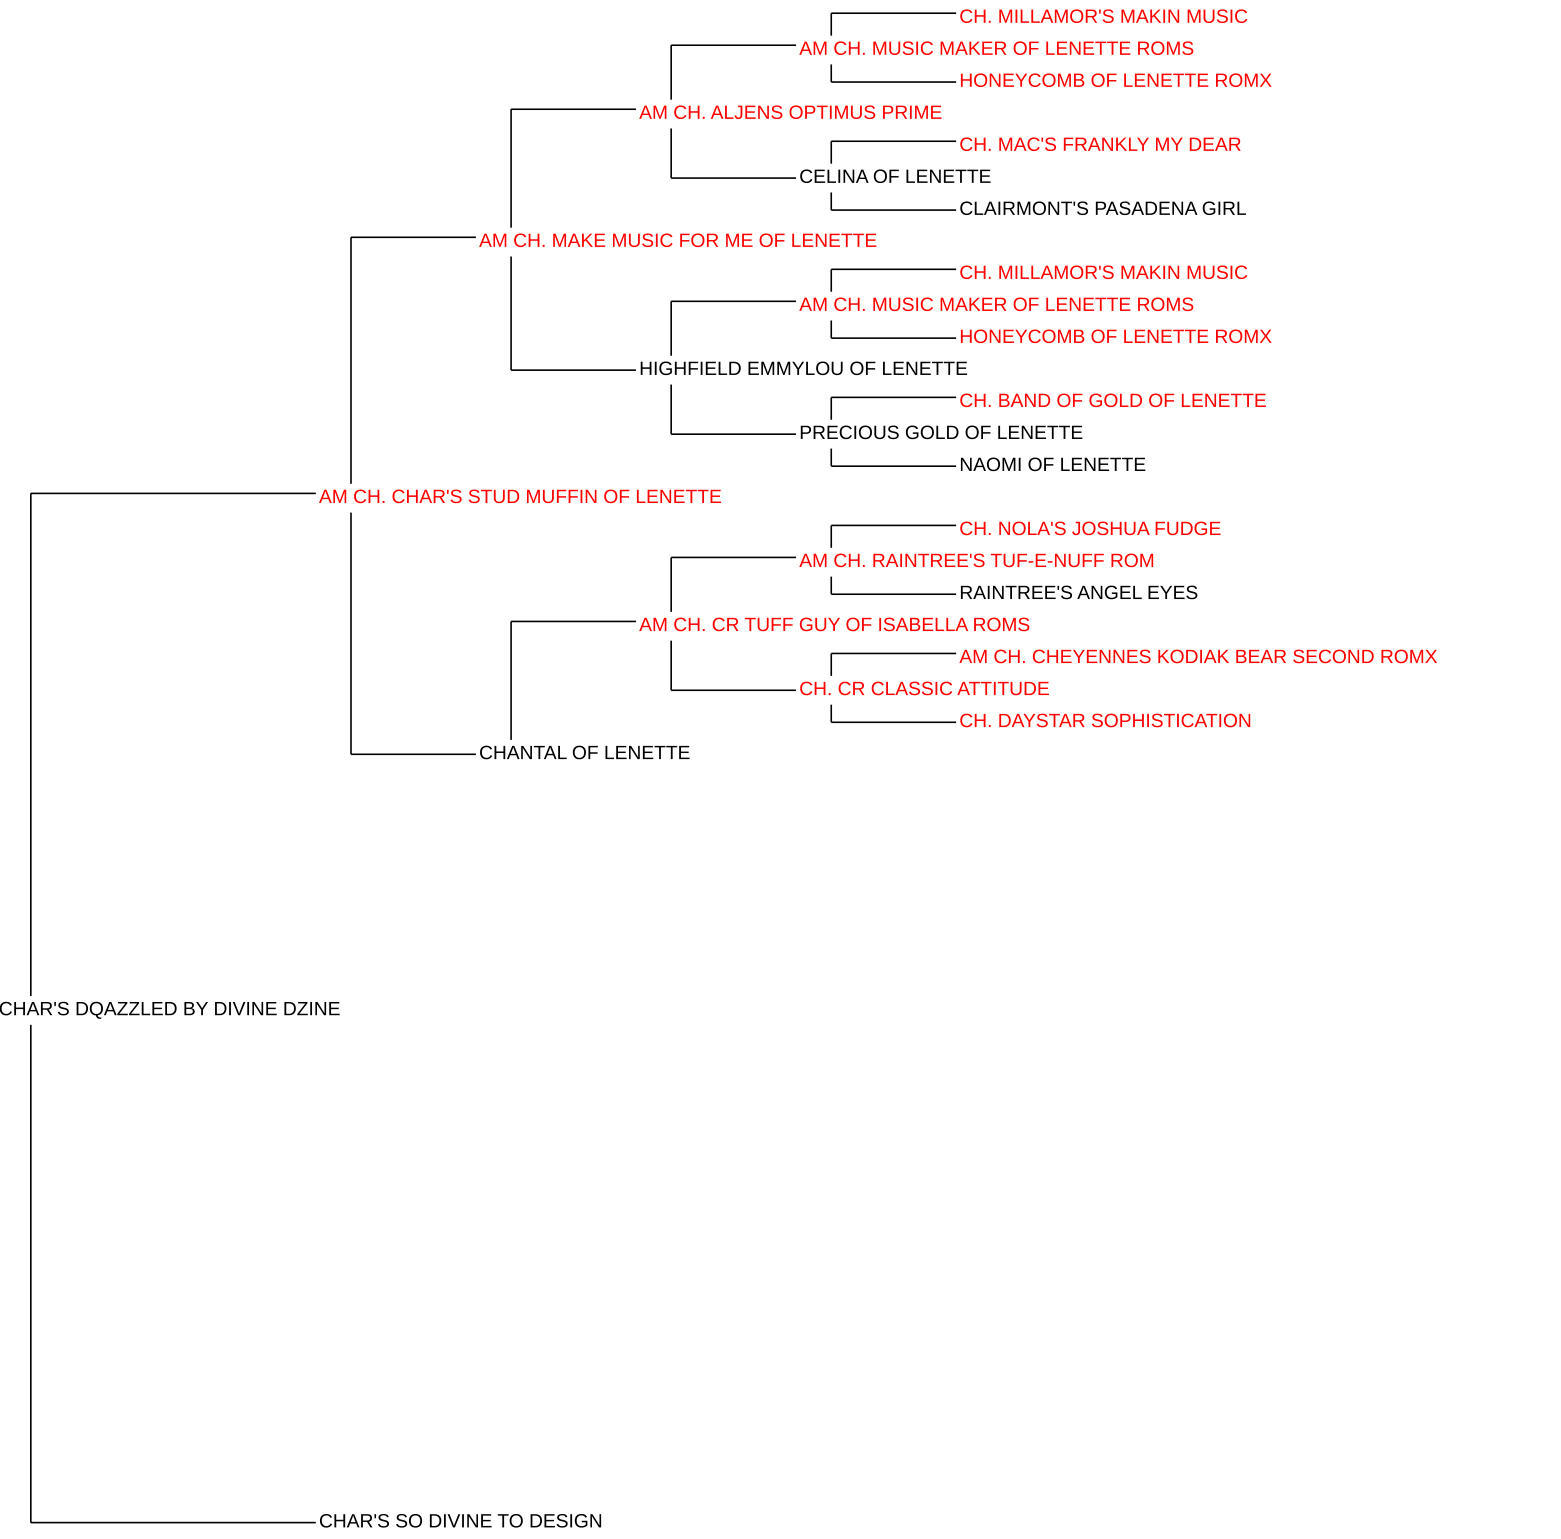 CH. MILLAMOR'S MAKIN MUSIC
AM CH. MUSIC MAKER OF LENETTE ROMS
HONEYCOMB OF LENETTE ROMX
AM CH. ALJENS OPTIMUS PRIME
CH. MAC'S FRANKLY MY DEAR
CELINA OF LENETTE
CLAIRMONT'S PASADENA GIRL
AM CH. MAKE MUSIC FOR ME OF LENETTE
CH. MILLAMOR'S MAKIN MUSIC
AM CH. MUSIC MAKER OF LENETTE ROMS
HONEYCOMB OF LENETTE ROMX
HIGHFIELD EMMYLOU OF LENETTE
CH. BAND OF GOLD OF LENETTE
PRECIOUS GOLD OF LENETTE
NAOMI OF LENETTE
AM CH. CHAR'S STUD MUFFIN OF LENETTE
CH. NOLA'S JOSHUA FUDGE
AM CH. RAINTREE'S TUF-E-NUFF ROM
RAINTREE'S ANGEL EYES
AM CH. CR TUFF GUY OF ISABELLA ROMS
AM CH. CHEYENNES KODIAK BEAR SECOND ROMX
CH. CR CLASSIC ATTITUDE
CH. DAYSTAR SOPHISTICATION
CHANTAL OF LENETTE
CHAR'S DQAZZLED BY DIVINE DZINE
CHAR'S SO DIVINE TO DESIGN